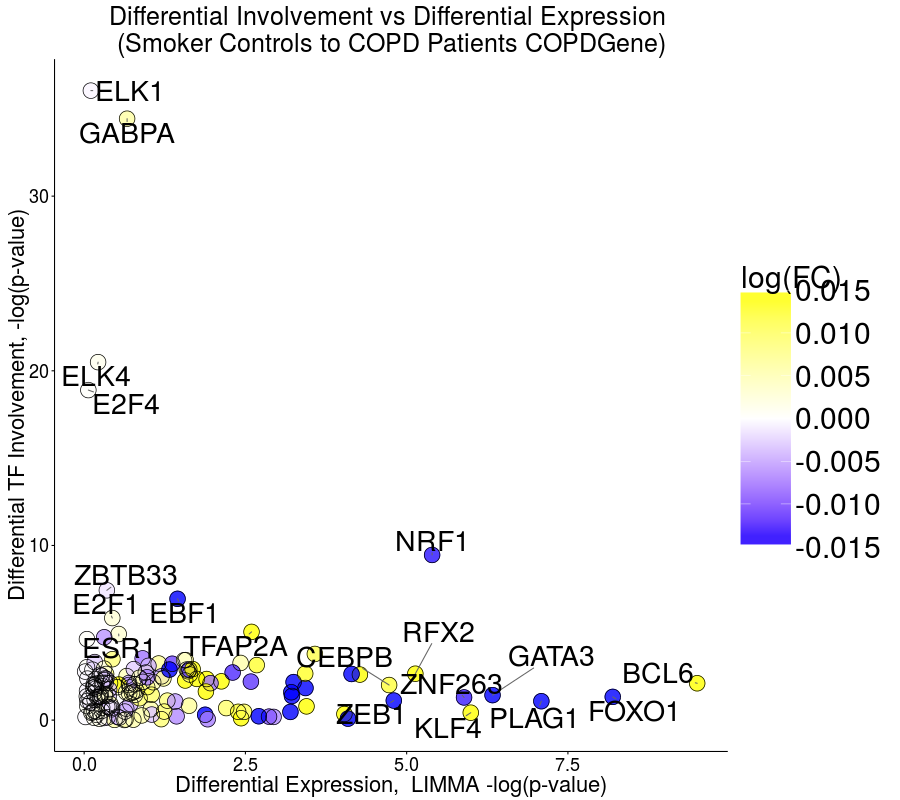 Differential Involvement vs Differential Expression
(Smoker Controls to COPD Patients COPDGene)
ELK1
GABPA
30
log(FC)
0.015
0.010
0.005
0.000
-0.005
-0.010
-0.015
20
ELK4
E2F4
10
NRF1
ZBTB33
E2F1
EBF1
RFX2
ESR1
TFAP2A
CEBPB
GATA3
BCL6
ZNF263
ZEB1
KLF4
PLAG1
FOXO1
0
0.0
2.5
5.0
7.5
Differential TF Involvement, -log(p-value)
Differential Expression,  LIMMA -log(p-value)